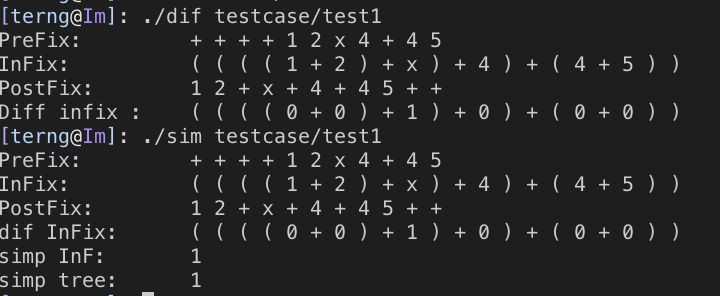 [terng@Im]: ./dif testcase/test1
PreFix: + + + + 1 2 x 4 + 4 5
InFix: ( ( ( ( 1 + 2 ) + x ) + 4 ) + ( 4 + 5 ) )
PostFix: 1 2 + x + 4 + 4 5 + +
Diff infix : ( ( ( ( 0 + 0 ) + 1 ) + 0 ) + ( 0 + 0 ) )
[terng@Im]: ./sim testcase/test1
PreFix: + + + + 1 2 x 4 + 4 5
InFix: ( ( ( ( 1 + 2 ) + x ) + 4 ) + ( 4 + 5 ) )
PostFix: 1 2 + x + 4 + 4 5 + +
dif InFix: ( ( ( ( 0 + 0 ) + 1 ) + 0 ) + ( 0 + 0 ) )
simp InF: 1
simp tree: 1